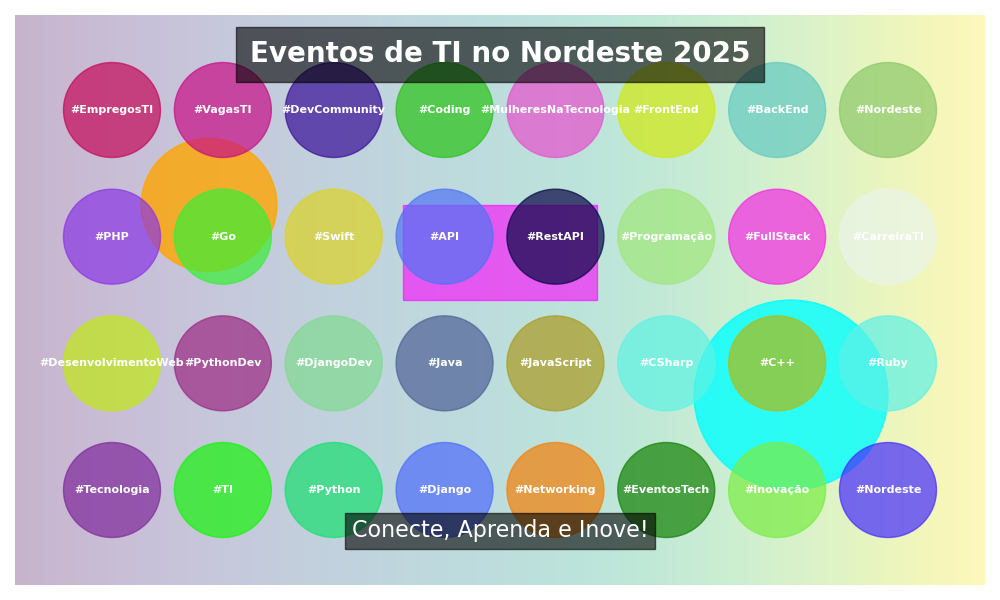 Eventos de TI no Nordeste 2025
#EmpregosTI #VagasTI #DevCommunity #Coding #MulheresNaTecnologia #FrontEnd #BackEnd #Nordeste
#PHP #Go #Swift #API #RestAPI #Programação #FullStack #CarreiraTI
#DesenvolvimentoWeb #PythonDev #DjangoDev #Java #JavaScript #CSharp #C++ #Ruby
#Tecnologia #TI #Python #Django #Networking #EventosTech #Inovação #Nordeste
Conecte, Aprenda e Inove!